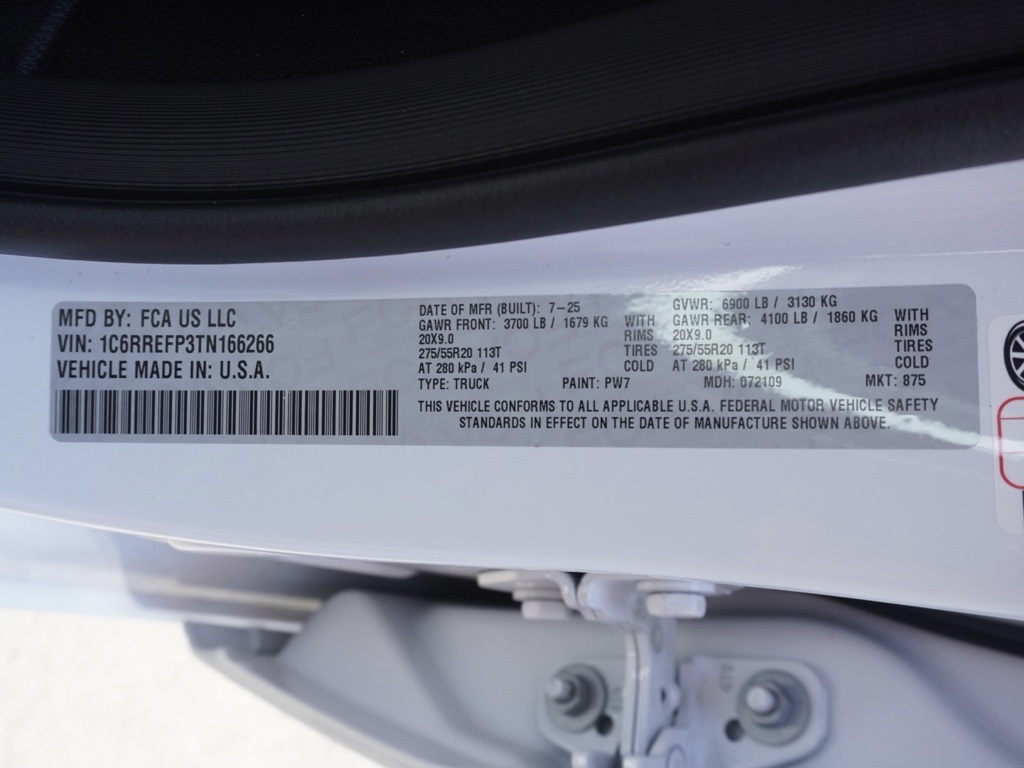 MFD BY: FCA US LLC
VIN: 1C6RREFP3TN166266
VEHICLE MADE IN: U.S.A.
DATE OF MFR (BUILT): 7-25
GAWR FRONT: 3700 LB / 1679 KG WITH
20X9.0 RIMS
275/55R20 113T TIRES
AT 280 kPa / 41 PSI COLD
TYPE: TRUCK PAINT: PW7
GVWR: 6900 LB / 3130 KG
GAWR REAR: 4100 LB / 1860 KG WITH
20X9.0 RIMS
275/55R20 113T TIRES
AT 280 kPa / 41 PSI COLD
MDH: 072109 MKT: 875
THIS VEHICLE CONFORMS TO ALL APPLICABLE U.S.A. FEDERAL MOTOR VEHICLE SAFETY
STANDARDS IN EFFECT ON THE DATE OF MANUFACTURE SHOWN ABOVE.